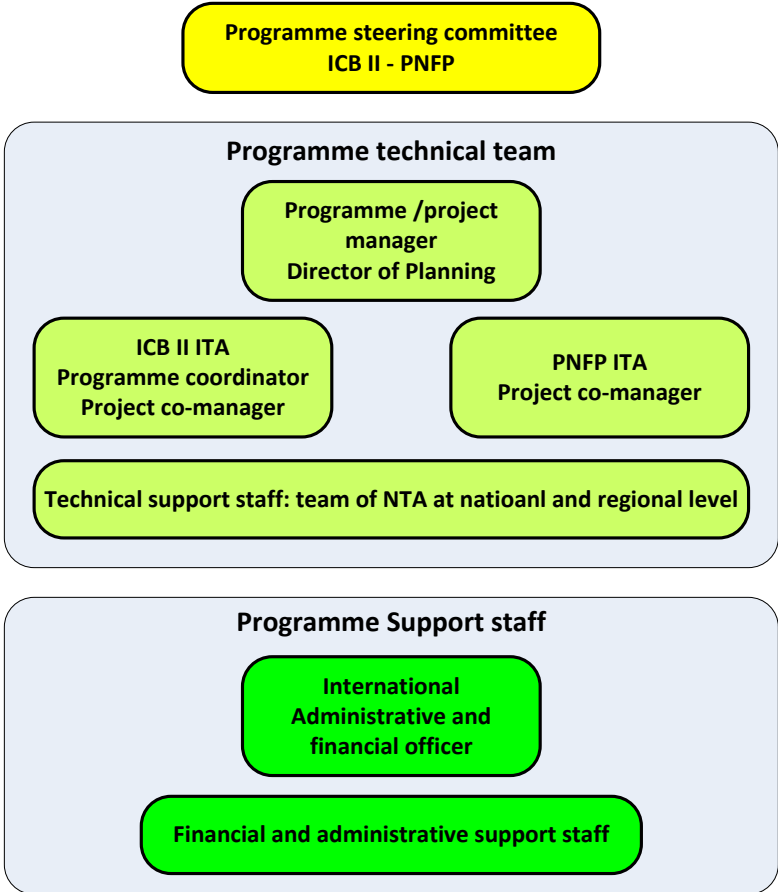 Programme steering committee
ICB II - PNFP
Programme technical team
Programme /project
manager
Director of Planning
ICB II ITA
Programme coordinator
Project co-manager
PNFP ITA
Project co-manager
Technical support staff: team of NTA at natioanl and regional level
Programme Support staff
International
Administrative and
financial officer
Financial and administrative support staff